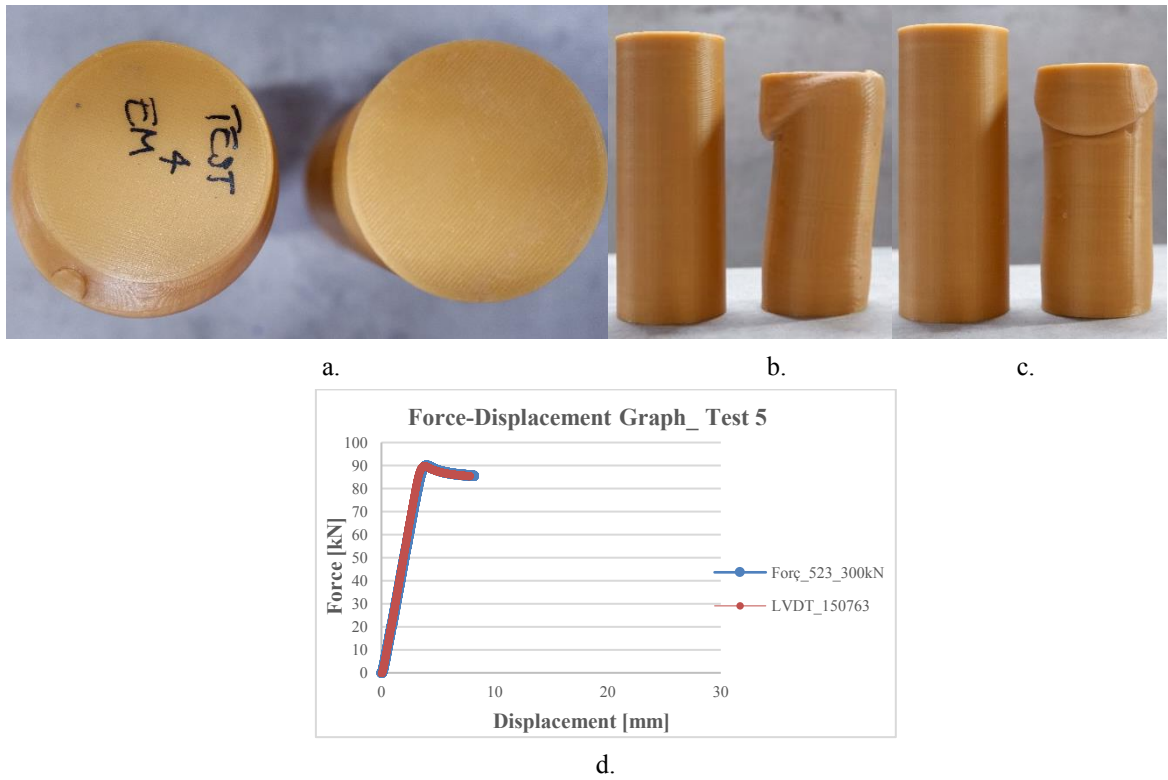 TEST
4
EM
a.
b.
c.
Force-Displacement Graph_ Test 5
100
90
80
70
60
50
40
30
20
10
0
Force [kN]
0 10 20 30
Displacement [mm]
Forç_523_300kN
LVDT_150763
d.